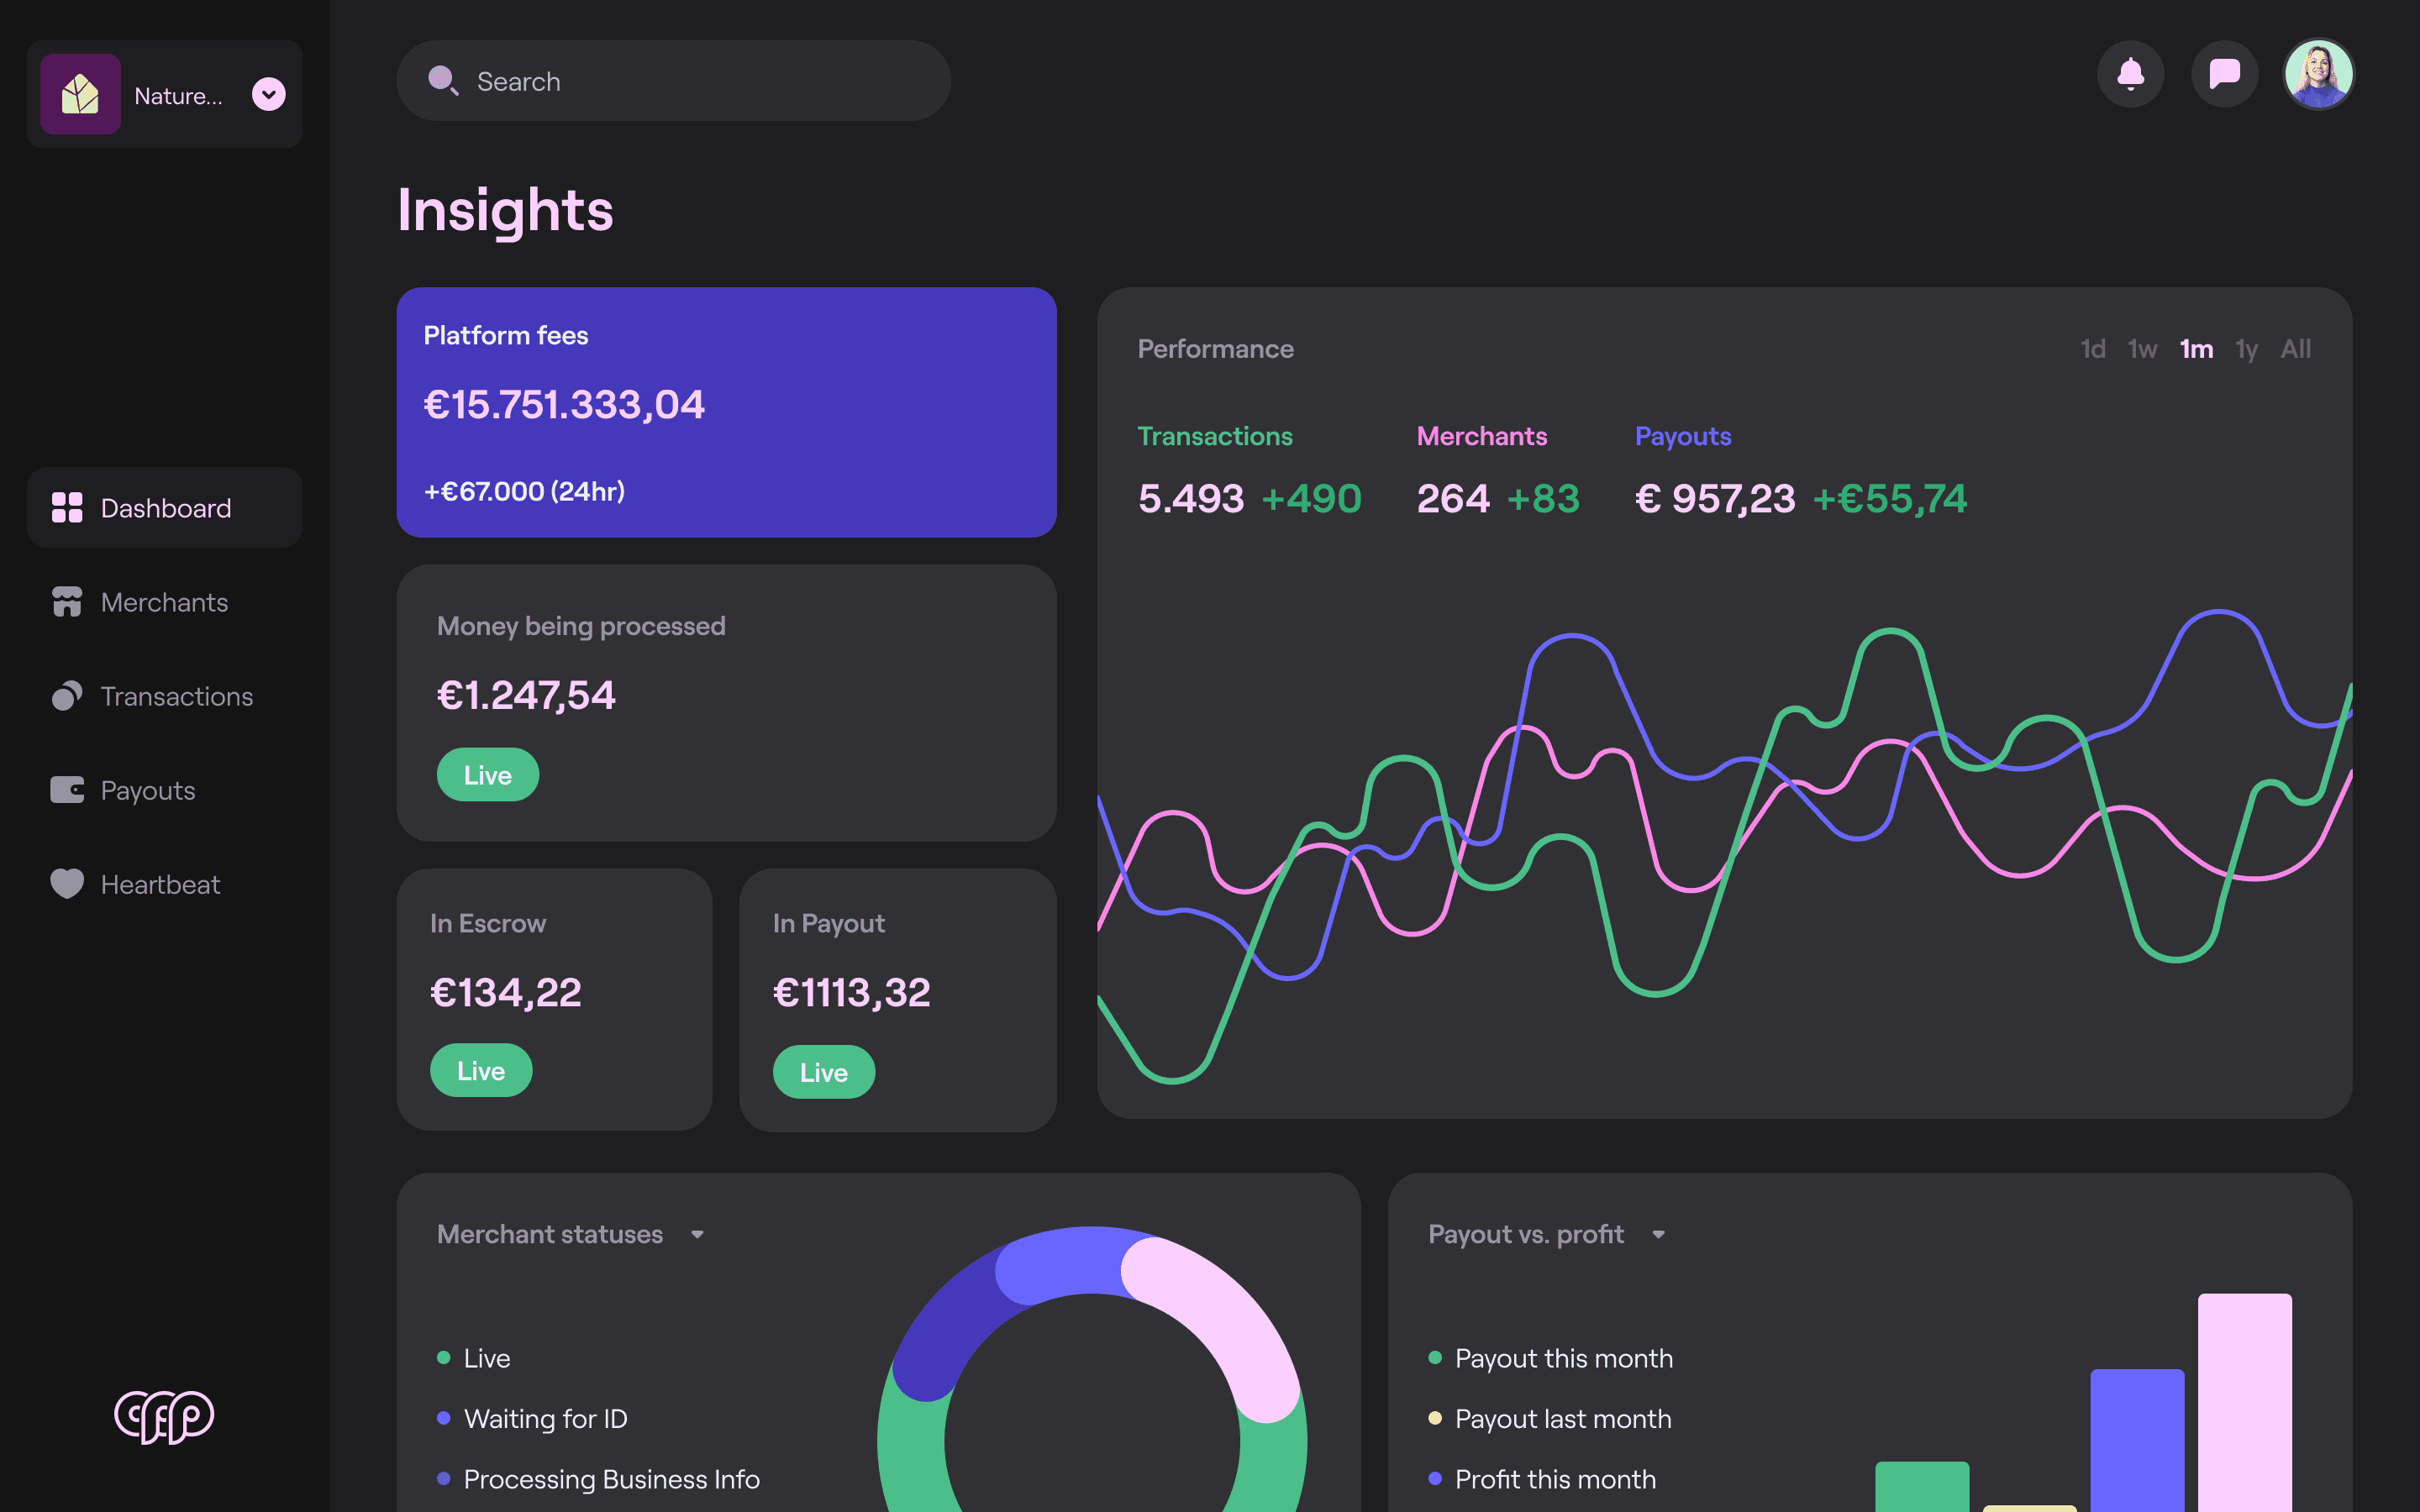 Nature...
Search
Insights
Dashboard
Merchants
Transactions
Payouts
Heartbeat
Platform fees
€15.751.333,04
+€67.000 (24hr)
Money being processed
€1.247,54
Live
In Escrow
€134,22
Live
In Payout
€1113,32
Live
Performance
1d 1w 1m 1y All
Transactions Merchants Payouts
5.493 +490 264 +83 € 957,23 +€55,74
Merchant statuses
Live
Waiting for ID
Processing Business Info
Payout vs. profit
Payout this month
Payout last month
Profit this month